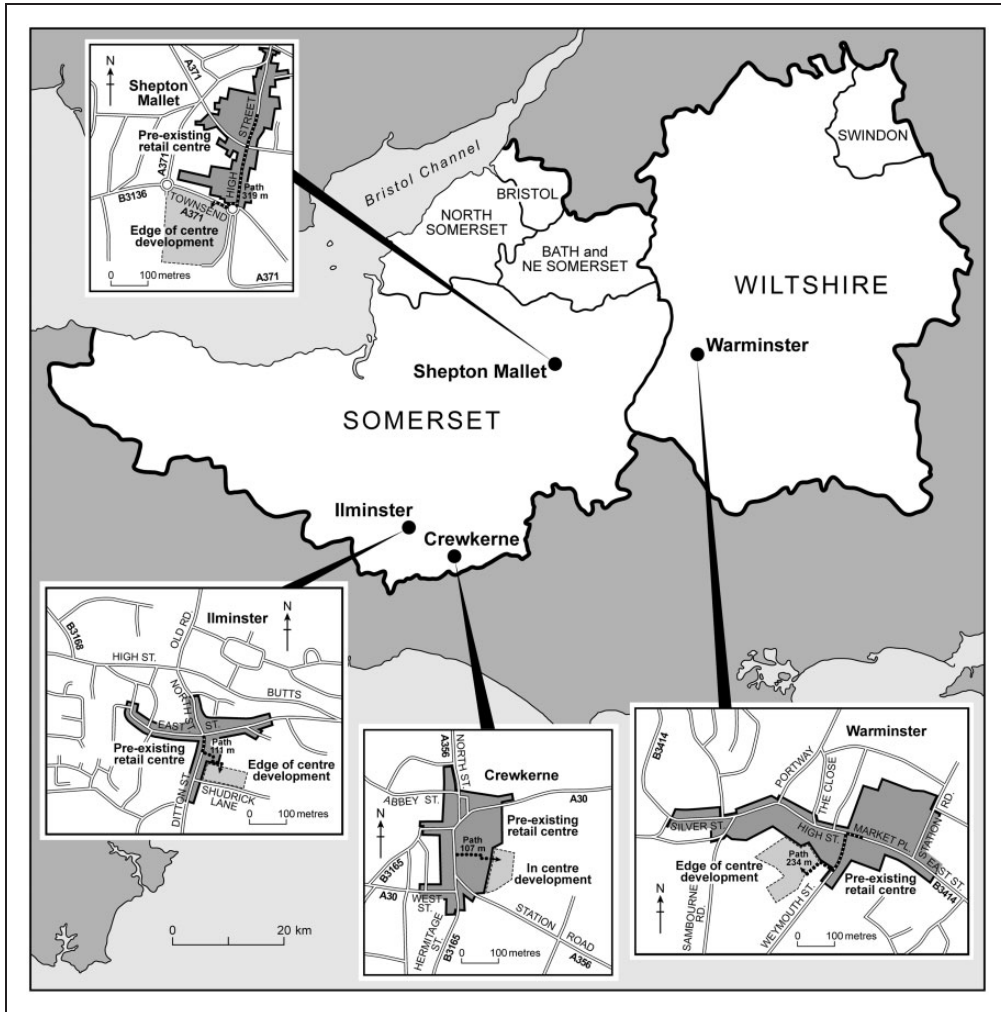 N
A371
Shepton
Mallet
Pre-existing
retail centre
STREET
HIGH
A371
B3136
TOWNSEND
A371
Path
319 m
Edge of centre
development
0 100 metres
A371
Bristol Channel
BRISTOL
NORTH
SOMERSET
BATH and
NE SOMERSET
SWINDON
WILTSHIRE
Warminster
Shepton Mallet
SOMERSET
Ilminster
Crewkerne
N
Ilminster
OLD RD.
B3168
HIGH ST.
NORTH ST.
BUTTS
EAST ST.
Pre-existing
retail centre
Path
111 m
Edge of centre
development
DITTON ST.
SHUDRICK
LANE
0 100 metres
0 20 km
N
A356
NORTH ST.
Crewkerne
ABBEY ST.
A30
Pre-existing
retail centre
Path
107 m
B3165
In centre
development
A30
WEST
ST.
HERMITAGE
ST.
B3165
STATION ROAD
A356
0 100 metres
B3414
Warminster
PORTWAY
THE CLOSE
SILVER ST.
HIGH ST.
MARKET PL.
STATION RD.
Path
234 m
Edge of centre
development
Pre-existing
retail centre
EAST ST.
B3414
N
SAMBOURNE
RD.
WEYMOUTH ST.
0 100 metres